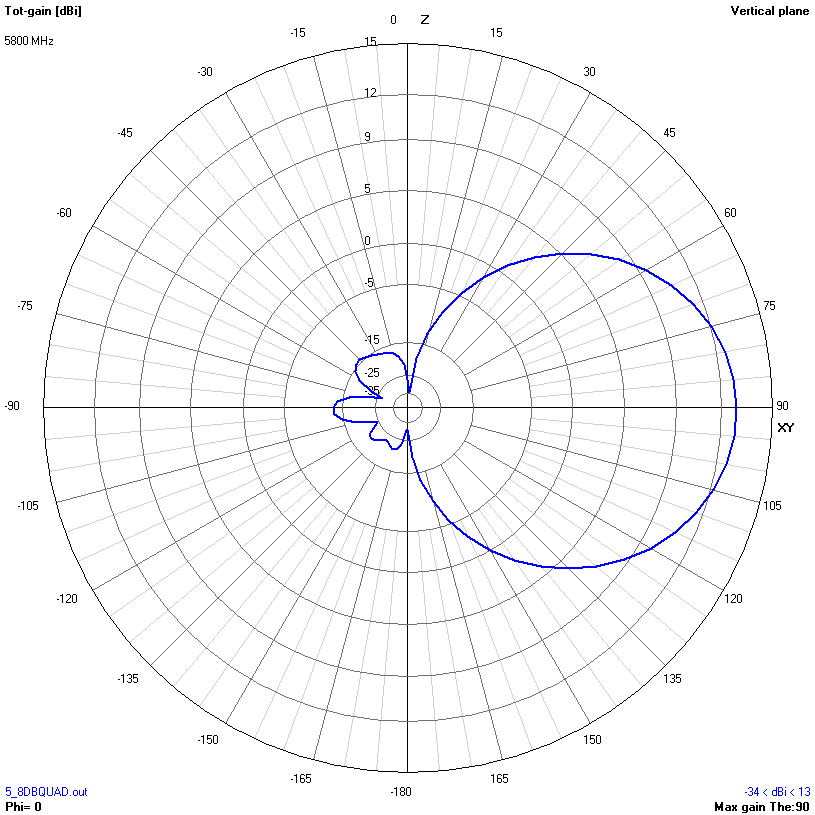 Tot-gain [dBi]
Vertical plane
5800 MHz
0 Z
-15 15
15
-30 30
12
-45 45
9
5
-60 60
0
-5
-75 75
-15
-25
-35
-90 90
XY
-105 105
-120 120
-135 135
-150 150
-165 165
-180
5_8DBQUAD.out
-34 < dBi < 13
Phi= 0
Max gain The:90